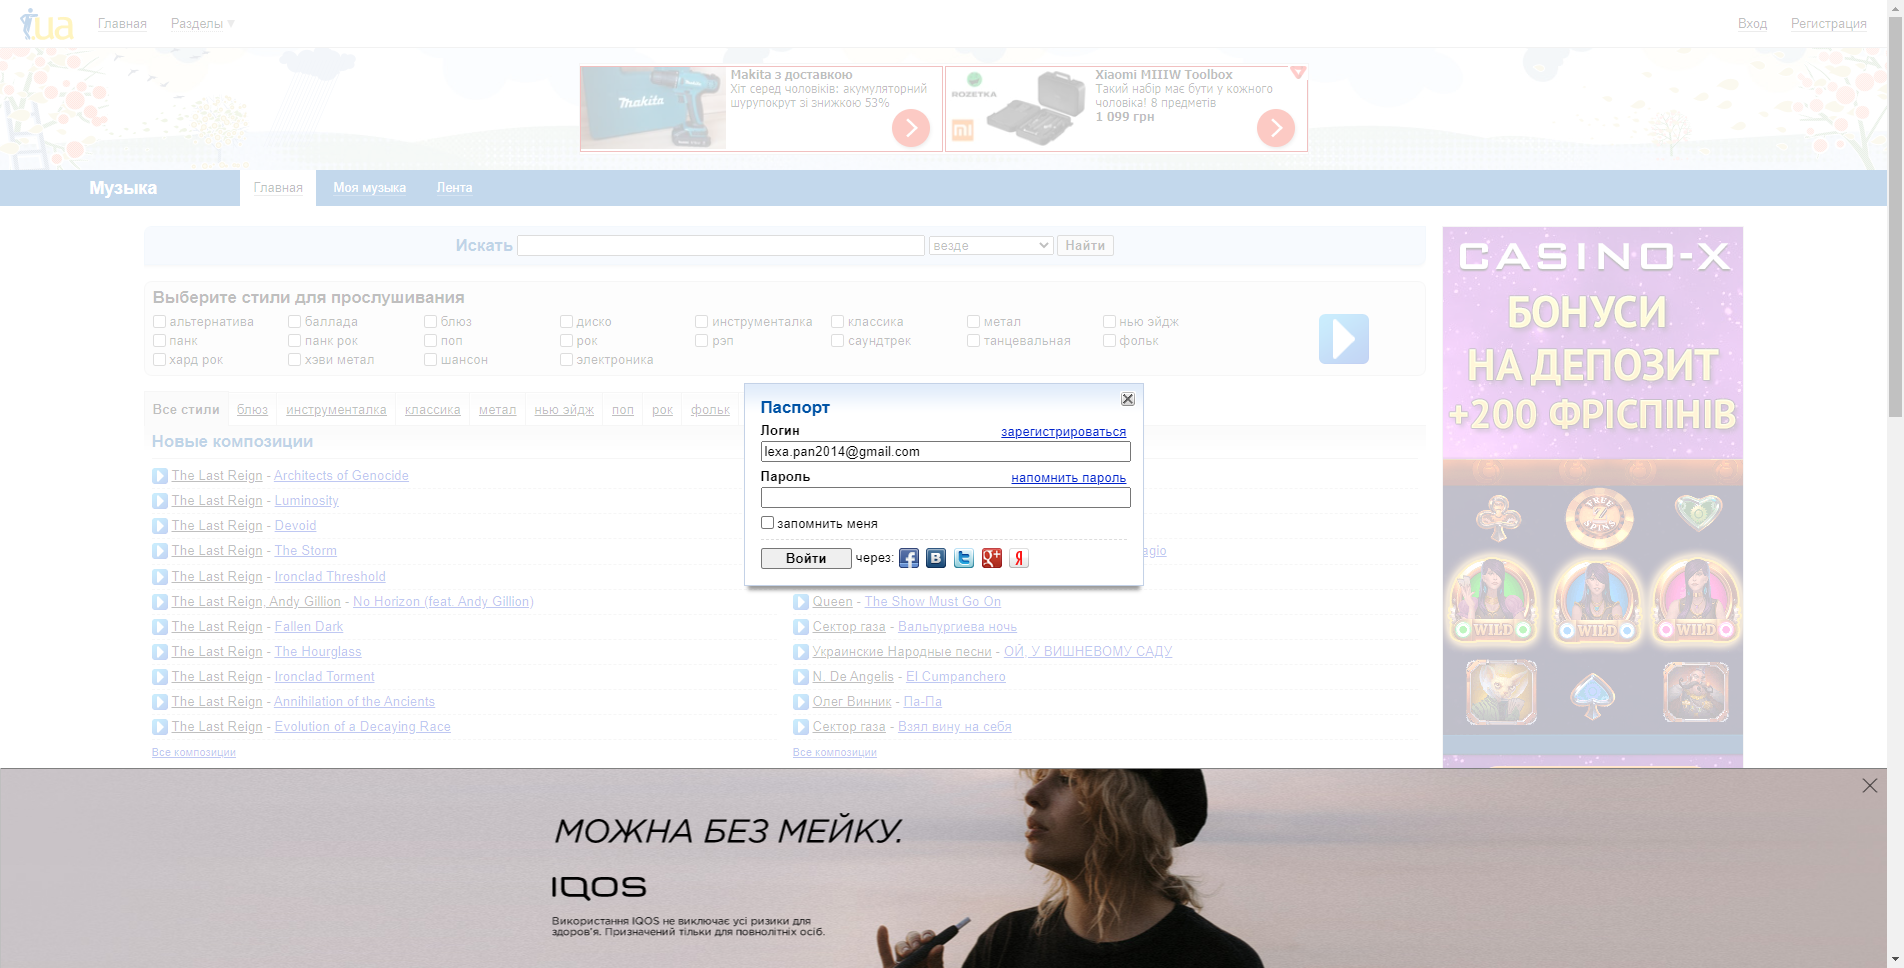 i.ua
Главная
Разделы
Вход
Регистрация
Makita
Makita з доставкою
Хіт серед чоловіків: акумуляторний
шурупокрут зі знижкою 53%
ROZETKA
Xiaomi MIIIW Toolbox
Такий набір має бути у кожного
чоловіка! 8 предметів
1 099 грн
Музыка
Главная
Моя музыка
Лента
Искать
везде
Найти
Выберите стили для прослушивания
альтернатива баллада блюз диско инструменталка классика метал нью эйдж
панк панк рок поп рок рэп саундтрек танцевальная фольк
хард рок хэви метал шансон электроника
Все стили блюз инструменталка классика метал нью эйдж поп рок фольк
Новые композиции
The Last Reign - Architects of Genocide
The Last Reign - Luminosity
The Last Reign - Devoid
The Last Reign - The Storm
The Last Reign - Ironclad Threshold
The Last Reign, Andy Gillion - No Horizon (feat. Andy Gillion)
The Last Reign - Fallen Dark
The Last Reign - The Hourglass
The Last Reign - Ironclad Torment
The Last Reign - Annihilation of the Ancients
The Last Reign - Evolution of a Decaying Race
Все композиции
agio
Queen - The Show Must Go On
Сектор газа - Вальпургиева ночь
Украинские Народные песни - ОЙ, У ВИШНЕВОМУ САДУ
N. De Angelis - El Cumpanchero
Олег Винник - Па-Па
Сектор газа - Взял вину на себя
Все композиции
Паспорт
Логин
зарегистрироваться
lexa.pan2014@gmail.com
Пароль
напомнить пароль
запомнить меня
Войти
через:
CASINO-X
БОНУСИ
НА ДЕПОЗИТ
+200 ФРІСПІНІВ
FREE
SPINS
WILD WILD WILD
МОЖНА БЕЗ МЕЙКУ.
IQOS
Використання IQOS не виключає усі ризики для
здоров'я. Призначений тільки для повнолітніх осіб.